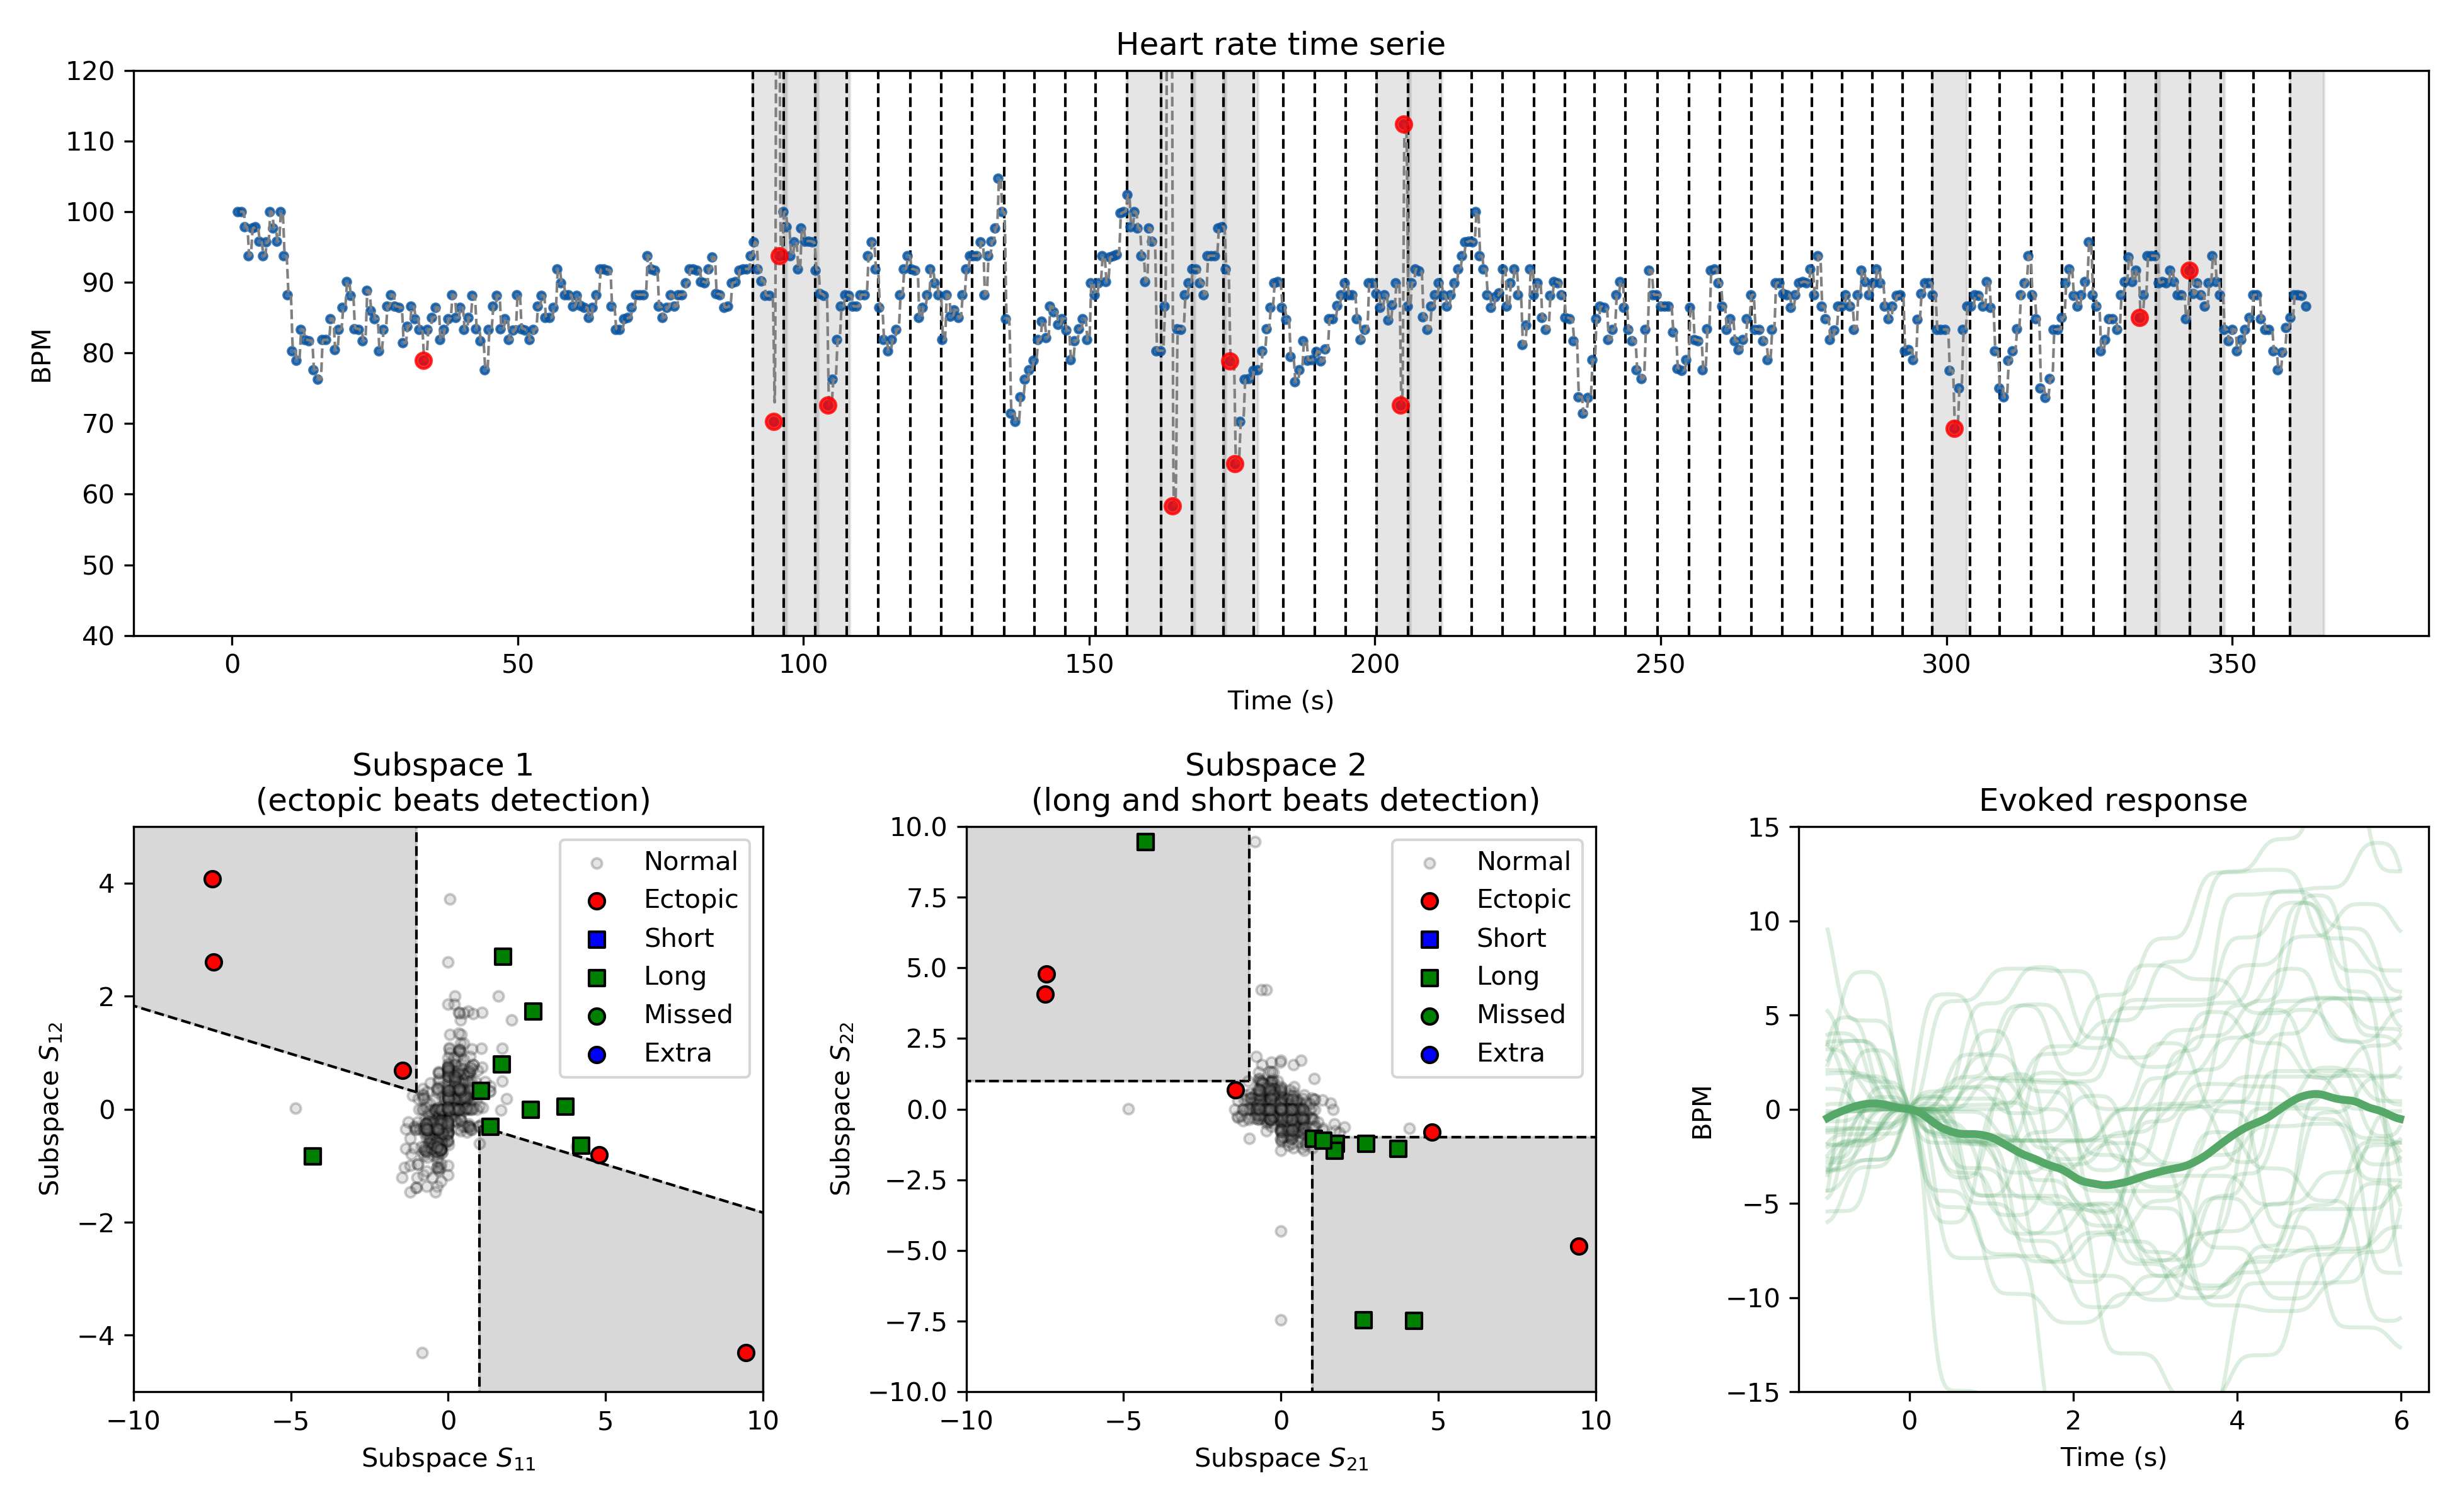 Heart rate time serie
120
110
100
90
80
70
60
50
40
BPM
0 50 100 150 200 250 300 350
Time (s)
Subspace 1
(ectopic beats detection)
4
2
0
−2
−4
Subspace S12
−10 −5 0 5 10
Subspace S11
Normal
Ectopic
Short
Long
Missed
Extra
Subspace 2
(long and short beats detection)
10.0
7.5
5.0
2.5
0.0
−2.5
−5.0
−7.5
−10.0
Subspace S22
−10 −5 0 5 10
Subspace S21
Normal
Ectopic
Short
Long
Missed
Extra
Evoked response
15
10
5
0
−5
−10
−15
BPM
0 2 4 6
Time (s)